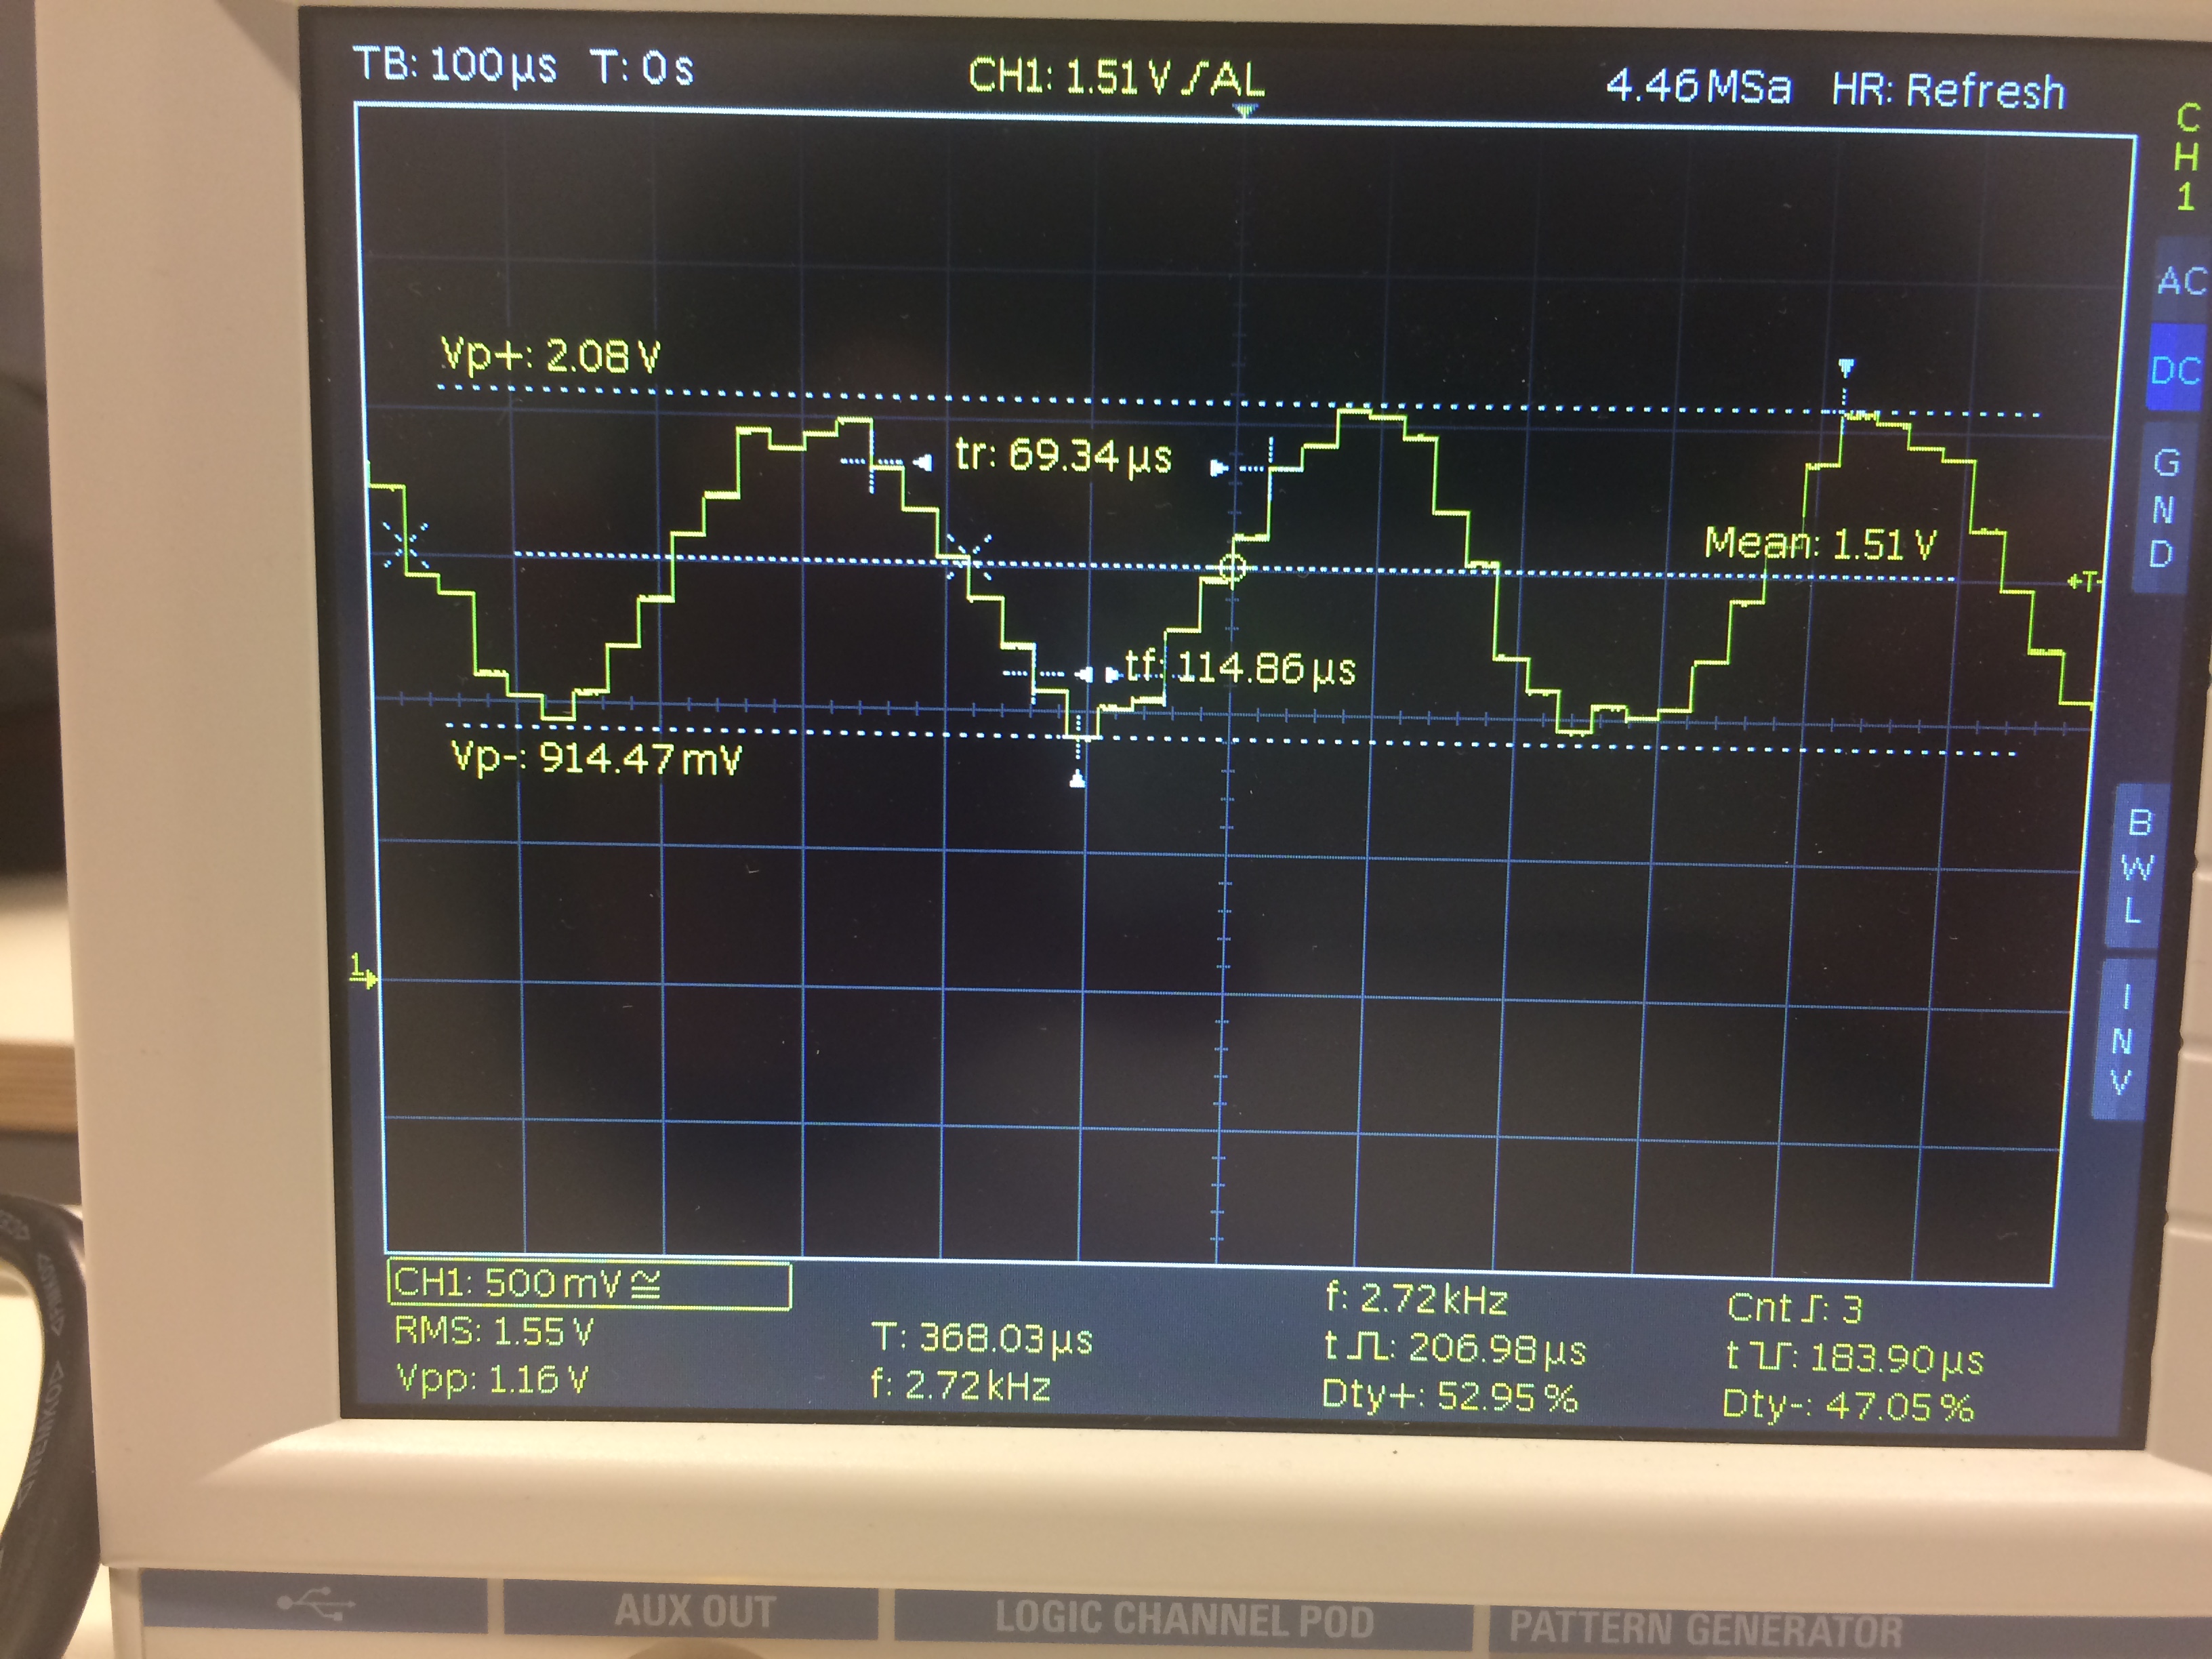 TB: 100µs T: 0s CH1: 1.51V ∫AL 4.46MSa HR: Refresh
CH1
AC
DC
GND
Vp+: 2.08V
tr: 69.34µs
Mean: 1.51V
←T
tf: 114.86µs
Vp-: 914.47mV
BWL
1
INV
CH1: 500mV≅
f: 2.72kHz Cnt: 3
RMS: 1.55V T: 368.03µs t: 206.98µs t: 183.90µs
Vpp: 1.16V f: 2.72kHz Dty+: 52.95% Dty-: 47.05%
AUX OUT LOGIC CHANNEL POD PATTERN GENERATOR